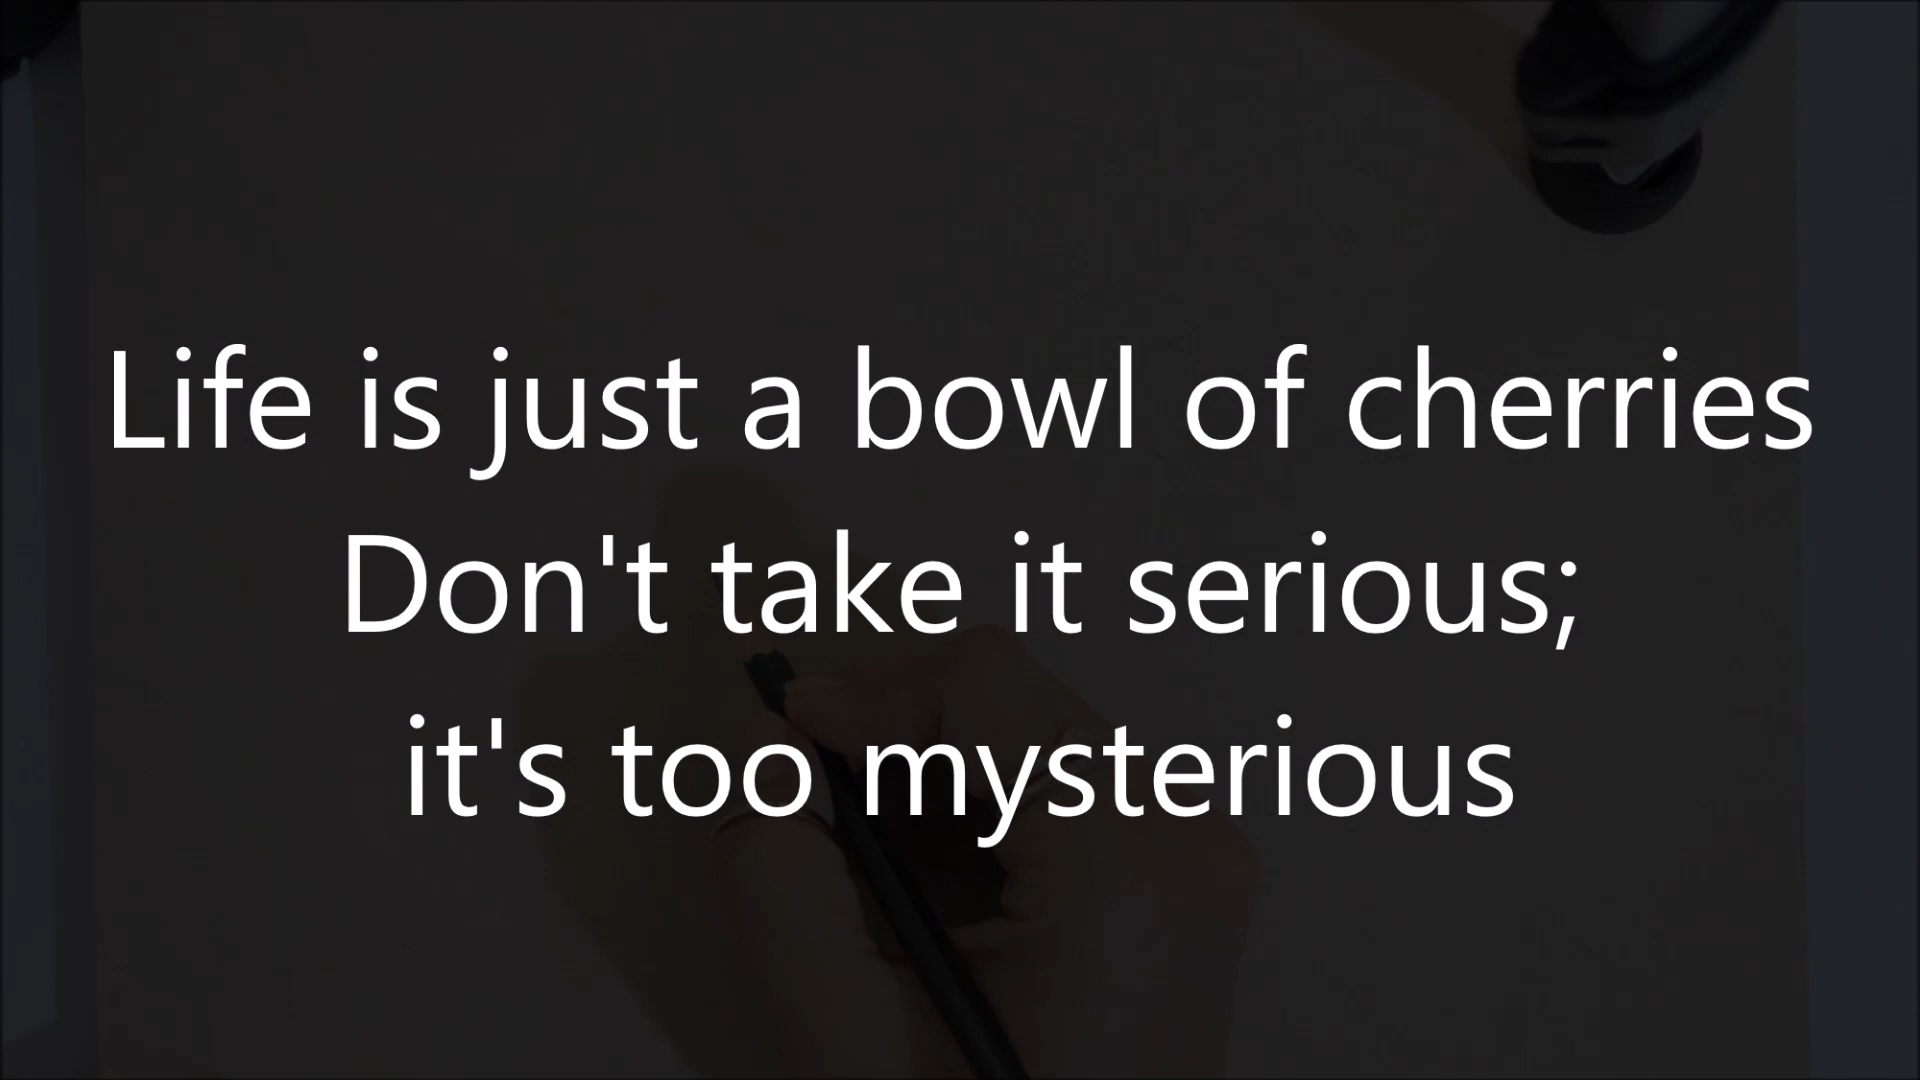 Life is just a bowl of cherries
Don't take it serious;
it's too mysterious